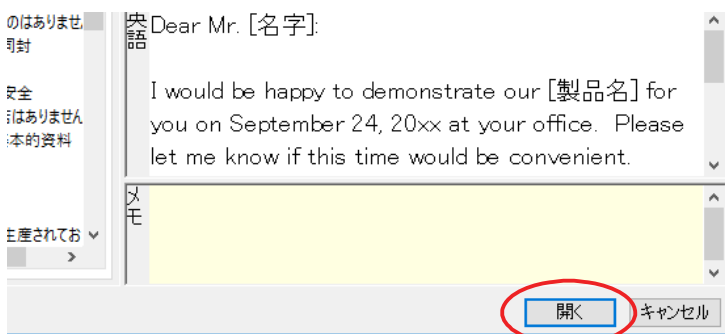 のはありませ
同封
安全
はありません
本的資料
生産されてお
英語
Dear Mr. [名字]:
I would be happy to demonstrate our [製品名] for
you on September 24, 20xx at your office. Please
let me know if this time would be convenient.
メモ
開く
キャンセル